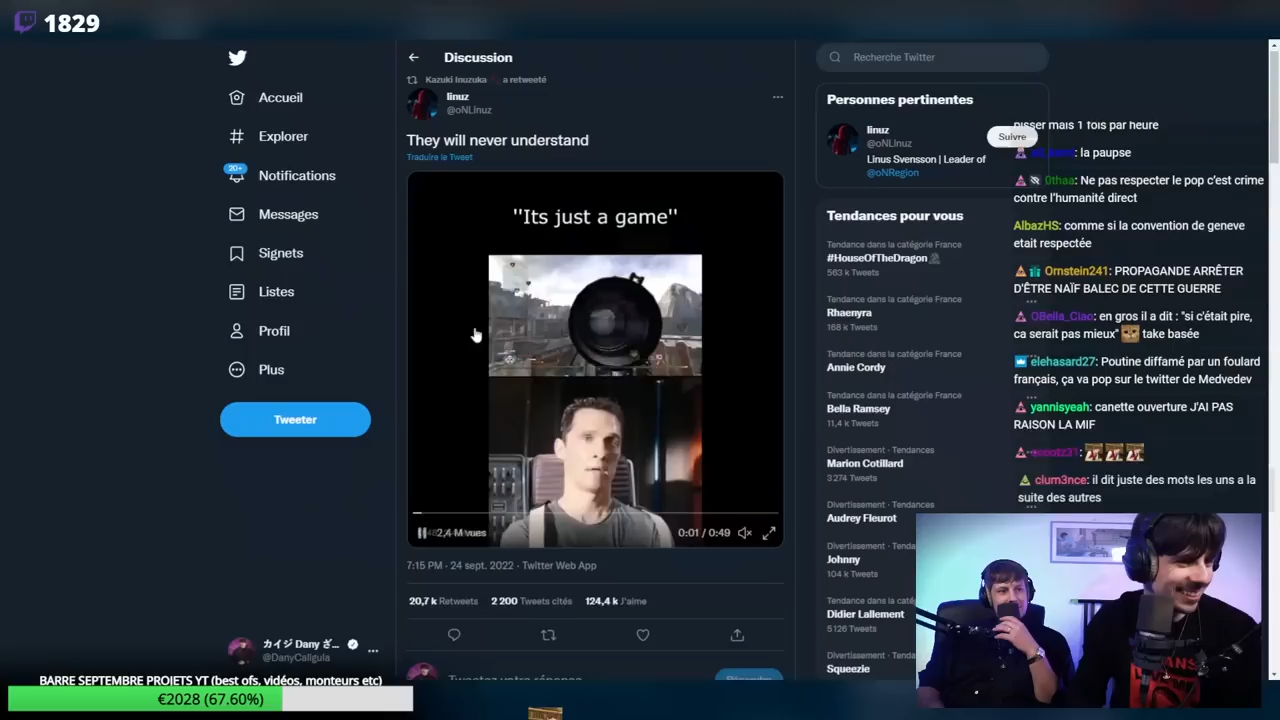 1829
Accueil
Explorer
20+
Notifications
Messages
Signets
Listes
Profil
Plus
Tweeter
カイジ Dany ざ...
@DanyCaligula
BARRE SEPTEMBRE PROJETS YT (best ofs, vidéos, monteurs etc)
€2028 (67.60%)
Discussion
Kazuki Inuzuka a retweeté
linuz
@oNLinuz
They will never understand
Traduire le Tweet
"Its just a game"
2,4 M vues
0:01 / 0:49
7:15 PM · 24 sept. 2022 · Twitter Web App
20,7 k Retweets 2 200 Tweets cités 124,4 k J'aime
Tweetez votre réponse
Répondre
Recherche Twitter
Personnes pertinentes
linuz
@oNLinuz
Suivre
Linus Svensson | Leader of
@oNRegion
Tendances pour vous
Tendance dans la catégorie France
#HouseOfTheDragon
563 k Tweets
Tendance dans la catégorie France
Rhaenyra
168 k Tweets
Tendance dans la catégorie France
Annie Cordy
Tendance dans la catégorie France
Bella Ramsey
11,4 k Tweets
Divertissement · Tendances
Marion Cotillard
3 274 Tweets
Divertissement · Tendances
Audrey Fleurot
Divertissement · Tenda
Johnny
104 k Tweets
Tendance dans la catég
Didier Lallement
5 126 Tweets
Divertissement · Tenda
Squeezie
pisser mais 1 fois par heure
: la paupse
0thaa: Ne pas respecter le pop c'est crime
contre l'humanité direct
AlbazHS: comme si la convention de geneve
etait respectée
Ornstein241: PROPAGANDE ARRÊTER
D'ÊTRE NAÏF BALEC DE CETTE GUERRE
OBella_Ciao: en gros il a dit : "si c'était pire,
ca serait pas mieux" take basée
elehasard27: Poutine diffamé par un foulard
français, ça va pop sur le twitter de Medvedev
yannisyeah: canette ouverture J'AI PAS
RAISON LA MIF
clum3nce: il dit juste des mots les uns a la
suite des autres